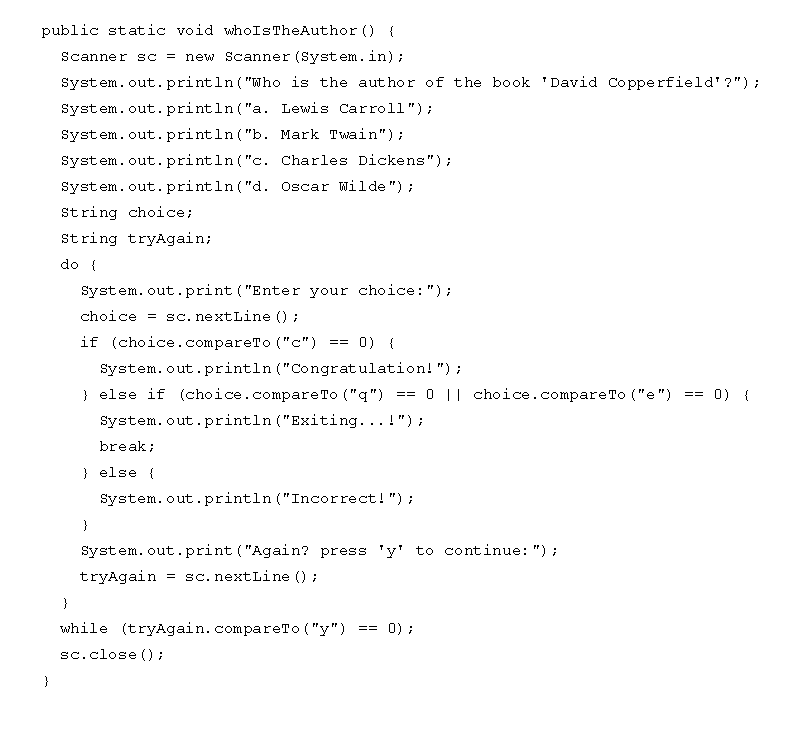 public static void whoIsTheAuthor() {
  Scanner sc = new Scanner(System.in);
  System.out.println("Who is the author of the book 'David Copperfield'?");
  System.out.println("a. Lewis Carroll");
  System.out.println("b. Mark Twain");
  System.out.println("c. Charles Dickens");
  System.out.println("d. Oscar Wilde");
  String choice;
  String tryAgain;
  do {
    System.out.print("Enter your choice:");
    choice = sc.nextLine();
    if (choice.compareTo("c") == 0) {
      System.out.println("Congratulation!");
    } else if (choice.compareTo("q") == 0 || choice.compareTo("e") == 0) {
      System.out.println("Exiting...!");
      break;
    } else {
      System.out.println("Incorrect!");
    }
    System.out.print("Again? press 'y' to continue:");
    tryAgain = sc.nextLine();
  }
  while (tryAgain.compareTo("y") == 0);
  sc.close();
}